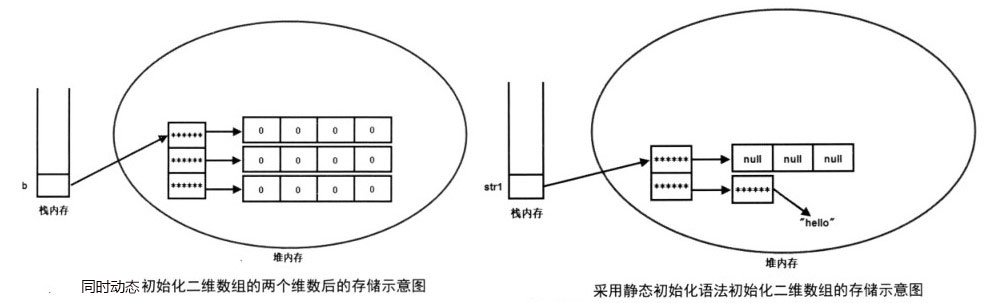 ****** 0 0 0 0
****** 0 0 0 0
****** 0 0 0 0
b
栈内存
堆内存
同时动态初始化二维数组的两个维数后的存储示意图
****** null null null
****** ******
str1
"hello"
栈内存
堆内存
采用静态初始化语法初始化二维数组的存储示意图